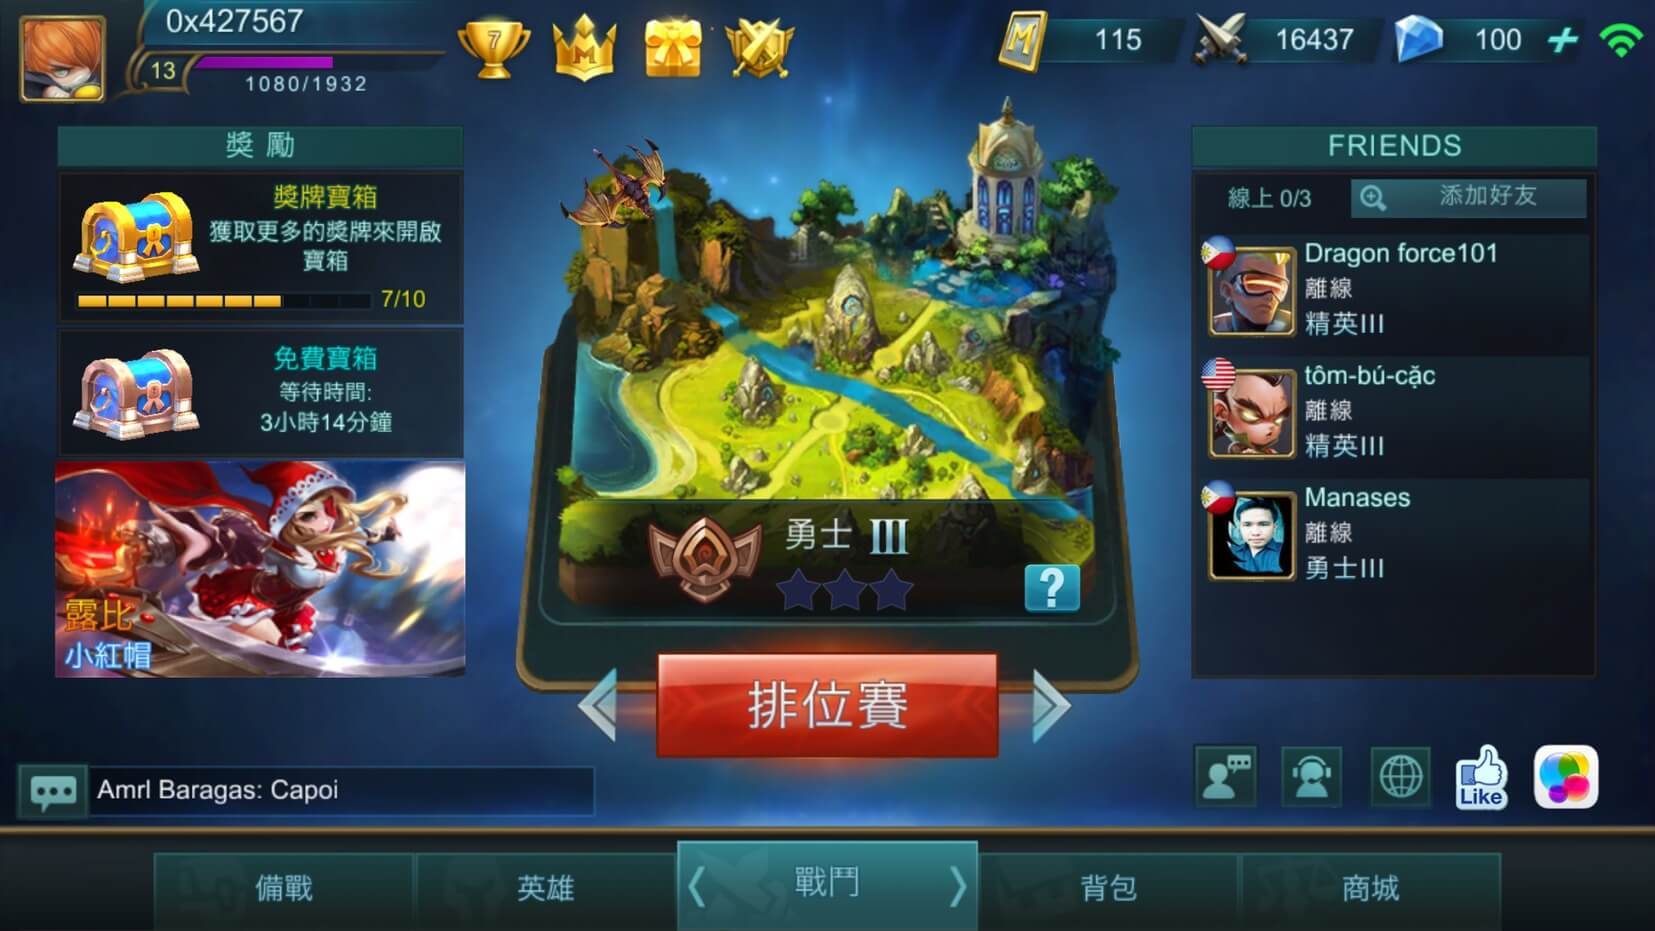 0x427567
13
1080/1932
7
M
M
115
16437
100
獎勵
獎牌寶箱
獲取更多的獎牌來開啟
寶箱
7/10
免費寶箱
等待時間:
3小時14分鐘
露比
小紅帽
勇士 III
?
排位賽
FRIENDS
線上 0/3
添加好友
Dragon force101
離線
精英III
tôm-bú-cặc
離線
精英III
Manases
離線
勇士III
Like
Amrl Baragas: Capoi
備戰
英雄
戰鬥
背包
商城